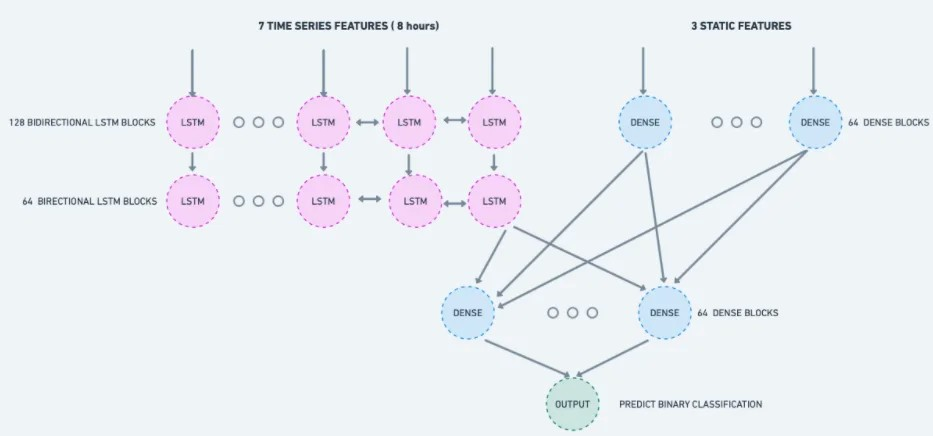 7 TIME SERIES FEATURES ( 8 hours)
3 STATIC FEATURES
128 BIDIRECTIONAL LSTM BLOCKS
LSTM
LSTM
LSTM
LSTM
DENSE
DENSE
64 DENSE BLOCKS
64 BIRECTIONAL LSTM BLOCKS
LSTM
LSTM
LSTM
LSTM
DENSE
DENSE
64 DENSE BLOCKS
OUTPUT
PREDICT BINARY CLASSIFICATION